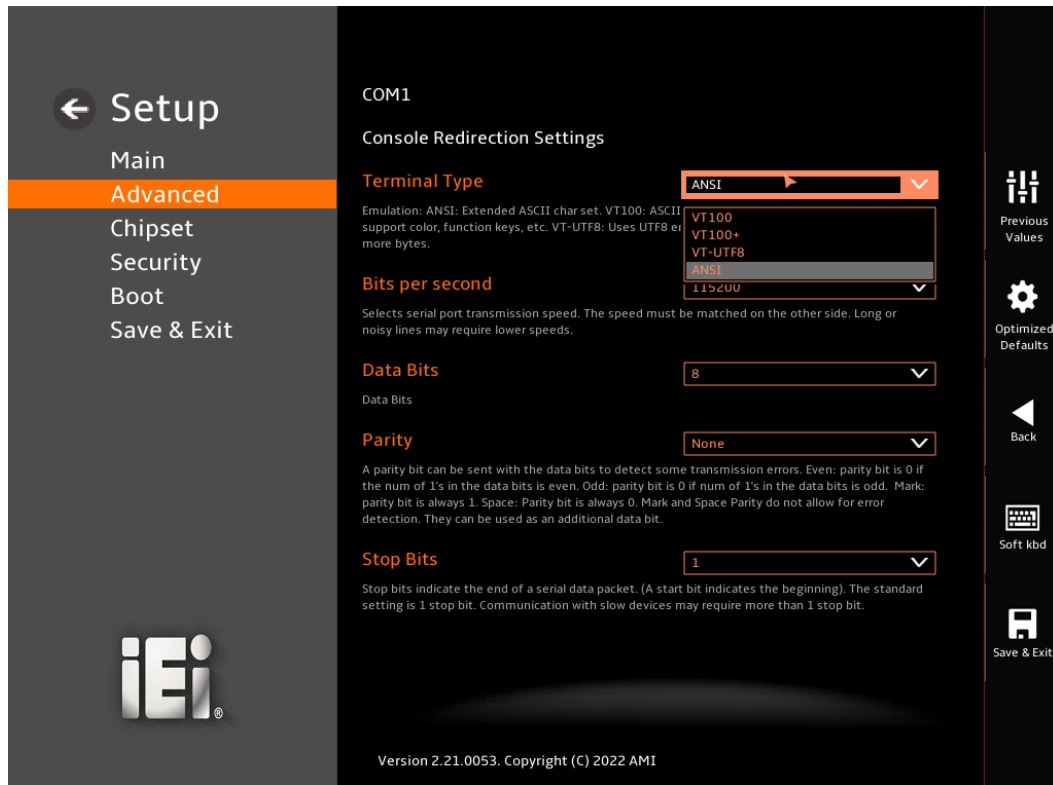 Setup
Main
Advanced
Chipset
Security
Boot
Save & Exit
iEi®
COM1
Console Redirection Settings
Terminal Type
ANSI
Emulation: ANSI: Extended ASCII char set. VT100: ASCII
support color, function keys, etc. VT-UTF8: Uses UTF8
more bytes.
VT100
VT100+
VT-UTF8
ANSI
Bits per second
115200
Selects serial port transmission speed. The speed must be matched on the other side. Long or
noisy lines may require lower speeds.
Data Bits
8
Data Bits
Parity
None
A parity bit can be sent with the data bits to detect some transmission errors. Even: parity bit is 0 if
the num of 1's in the data bits is even. Odd: parity bit is 0 if num of 1's in the data bits is odd. Mark:
parity bit is always 1. Space: Parity bit is always 0. Mark and Space Parity do not allow for error
detection. They can be used as an additional data bit.
Stop Bits
1
Stop bits indicate the end of a serial data packet. (A start bit indicates the beginning). The standard
setting is 1 stop bit. Communication with slow devices may require more than 1 stop bit.
Version 2.21.0053. Copyright (C) 2022 AMI
Previous
Values
Optimized
Defaults
Back
Soft kbd
Save & Exit